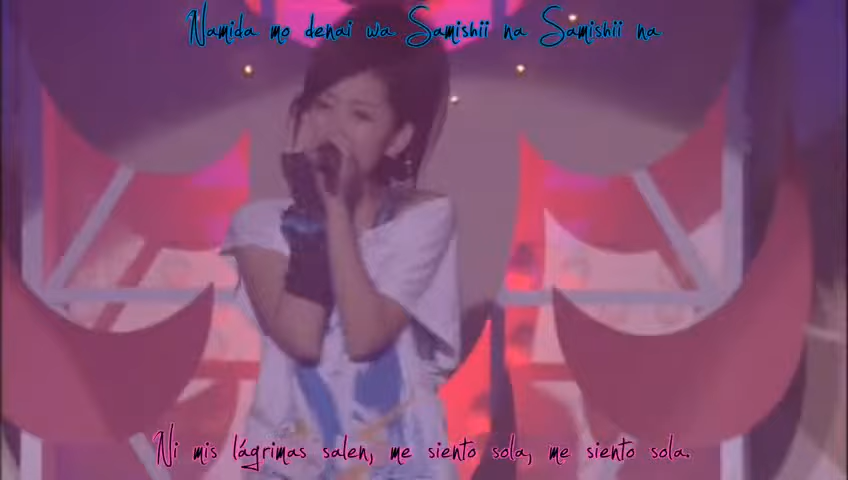 Namida mo denai wa Samishii na Samishii na
Ni mis lágrimas salen, me siento sola, me siento sola.